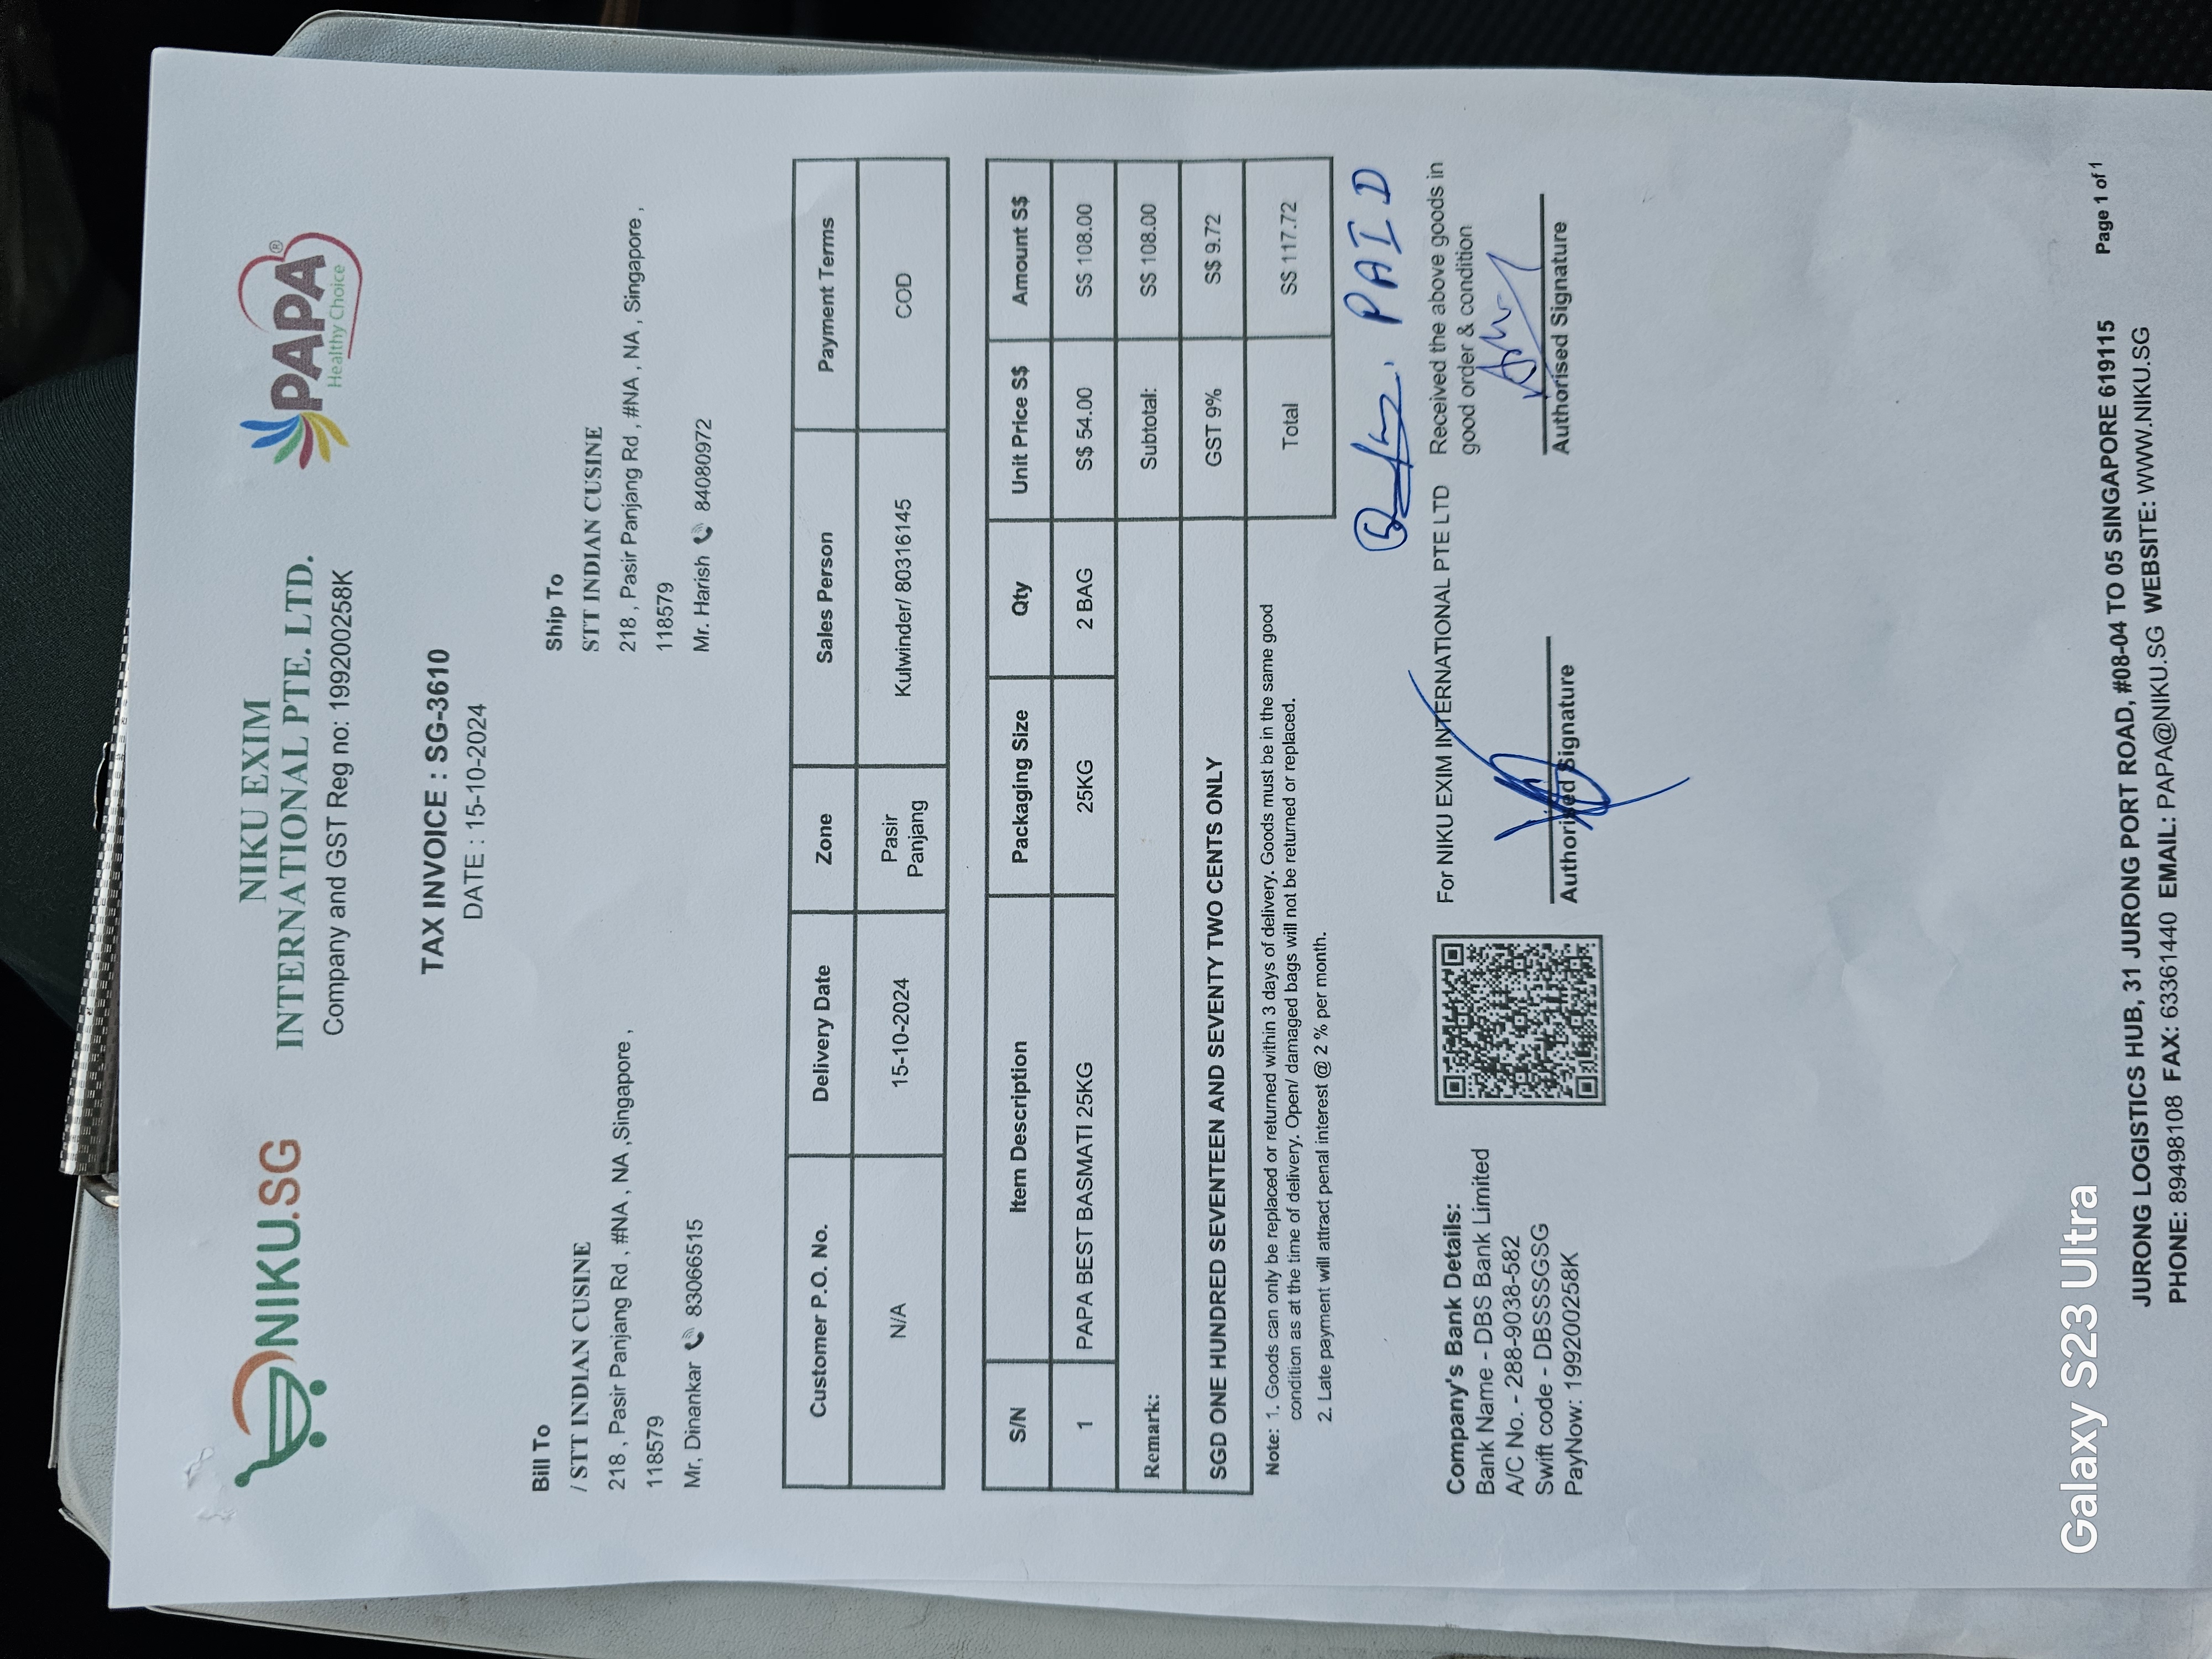 NIKU.SG
NIKU EXIM
INTERNATIONAL PTE. LTD.
Company and GST Reg no: 199200258K
PAPA®
Healthy Choice
TAX INVOICE : SG-3610
DATE : 15-10-2024
Bill To
/ STT INDIAN CUSINE
218 , Pasir Panjang Rd , #NA , NA ,Singapore ,
118579
Mr, Dinankar 83066515
Ship To
STT INDIAN CUSINE
218 , Pasir Panjang Rd , #NA , NA , Singapore ,
118579
Mr. Harish 84080972
Customer P.O. No. Delivery Date Zone Sales Person Payment Terms
N/A 15-10-2024 Pasir Panjang Kulwinder/ 80316145 COD
S/N Item Description Packaging Size Qty Unit Price S$ Amount S$
1 PAPA BEST BASMATI 25KG 25KG 2 BAG S$ 54.00 S$ 108.00
Remark: Subtotal: S$ 108.00
SGD ONE HUNDRED SEVENTEEN AND SEVENTY TWO CENTS ONLY GST 9% S$ 9.72
Total S$ 117.72
Note: 1. Goods can only be replaced or returned within 3 days of delivery. Goods must be in the same good
condition as at the time of delivery. Open/ damaged bags will not be returned or replaced.
2. Late payment will attract penal interest @ 2 % per month.
PAID
Company's Bank Details:
Bank Name - DBS Bank Limited
A/C No. - 288-9038-582
Swift code - DBSSSGSG
PayNow: 199200258K
For NIKU EXIM INTERNATIONAL PTE LTD
Authorised Signature
Received the above goods in
good order & condition
Authorised Signature
Page 1 of 1
JURONG LOGISTICS HUB, 31 JURONG PORT ROAD, #08-04 TO 05 SINGAPORE 619115
PHONE: 89498108 FAX: 63361440 EMAIL: PAPA@NIKU.SG WEBSITE: WWW.NIKU.SG
Galaxy S23 Ultra